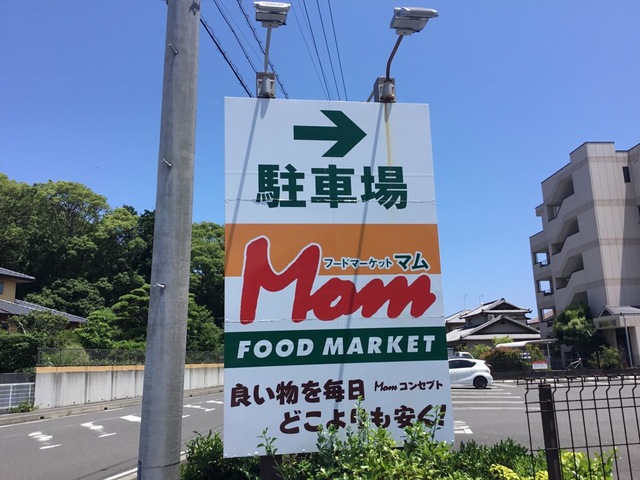 →
駐車場
フードマーケット マム
Mom
FOOD MARKET
良い物を毎日 Mom コンセプト
どこよりも安く!